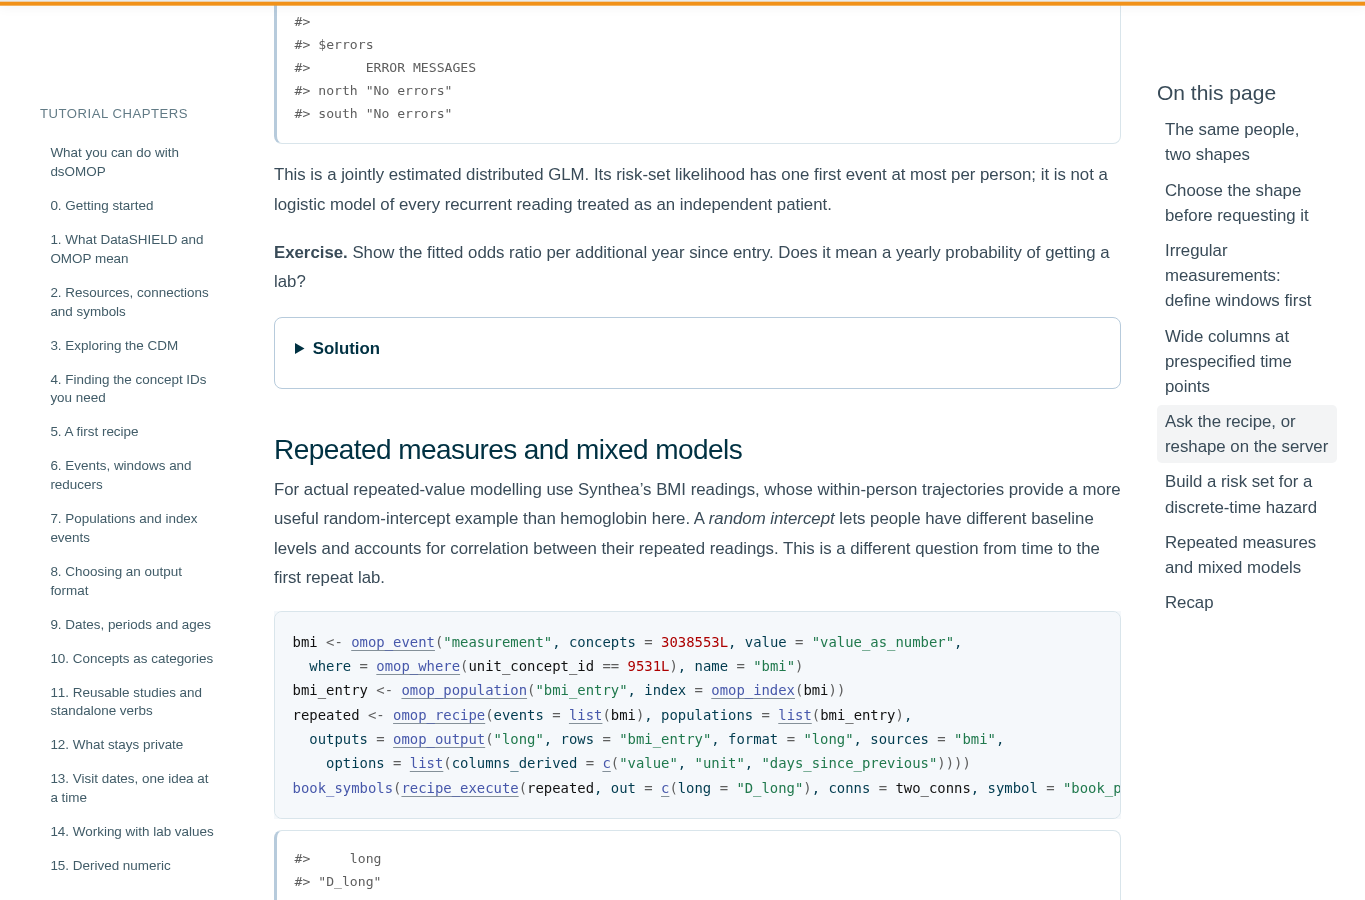 TUTORIAL CHAPTERS
What you can do with
dsOMOP
0. Getting started
1. What DataSHIELD and
OMOP mean
2. Resources, connections
and symbols
3. Exploring the CDM
4. Finding the concept IDs
you need
5. A first recipe
6. Events, windows and
reducers
7. Populations and index
events
8. Choosing an output
format
9. Dates, periods and ages
10. Concepts as categories
11. Reusable studies and
standalone verbs
12. What stays private
13. Visit dates, one idea at
a time
14. Working with lab values
15. Derived numeric
#>
#> $errors
#>       ERROR MESSAGES
#> north "No errors"
#> south "No errors"
This is a jointly estimated distributed GLM. Its risk-set likelihood has one first event at most per person; it is not a
logistic model of every recurrent reading treated as an independent patient.
Exercise. Show the fitted odds ratio per additional year since entry. Does it mean a yearly probability of getting a
lab?
▶ Solution
Repeated measures and mixed models
For actual repeated-value modelling use Synthea’s BMI readings, whose within-person trajectories provide a more
useful random-intercept example than hemoglobin here. A random intercept lets people have different baseline
levels and accounts for correlation between their repeated readings. This is a different question from time to the
first repeat lab.
bmi <- omop_event("measurement", concepts = 3038553L, value = "value_as_number",
  where = omop_where(unit_concept_id == 9531L), name = "bmi")
bmi_entry <- omop_population("bmi_entry", index = omop_index(bmi))
repeated <- omop_recipe(events = list(bmi), populations = list(bmi_entry),
  outputs = omop_output("long", rows = "bmi_entry", format = "long", sources = "bmi",
    options = list(columns_derived = c("value", "unit", "days_since_previous"))))
book_symbols(recipe_execute(repeated, out = c(long = "D_long"), conns = two_conns, symbol = "book_p
#>     long
#> "D_long"
On this page
The same people,
two shapes
Choose the shape
before requesting it
Irregular
measurements:
define windows first
Wide columns at
prespecified time
points
Ask the recipe, or
reshape on the server
Build a risk set for a
discrete-time hazard
Repeated measures
and mixed models
Recap